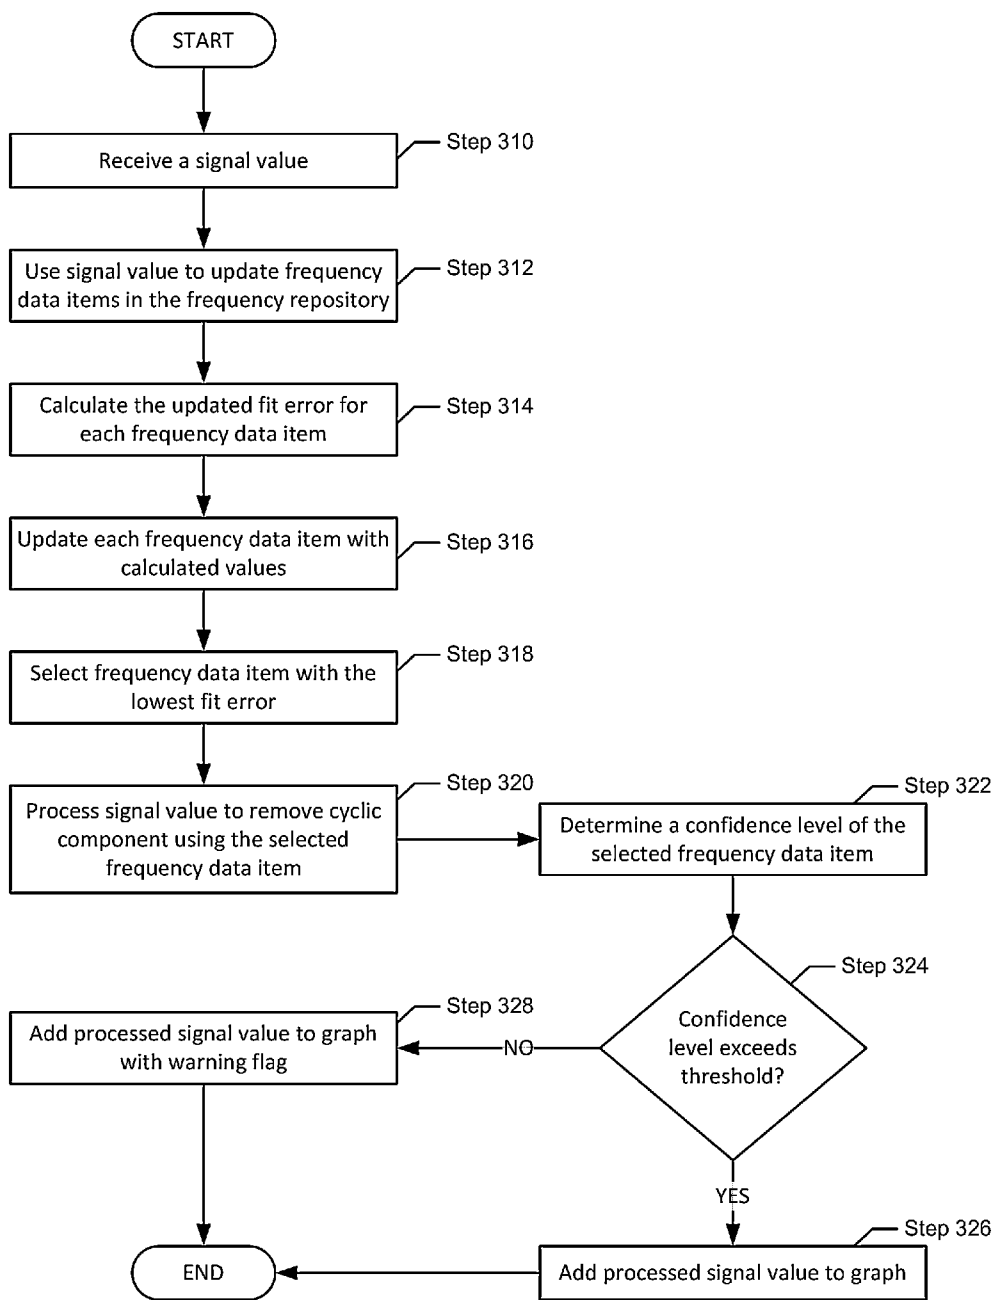 START
Step 310
Receive a signal value
Step 312
Use signal value to update frequency
data items in the frequency repository
Step 314
Calculate the updated fit error for
each frequency data item
Step 316
Update each frequency data item with
calculated values
Step 318
Select frequency data item with the
lowest fit error
Step 320
Process signal value to remove cyclic
component using the selected
frequency data item
Step 322
Determine a confidence level of the
selected frequency data item
Step 324
Confidence
level exceeds
threshold?
NO
Step 328
Add processed signal value to graph
with warning flag
YES
Step 326
Add processed signal value to graph
END